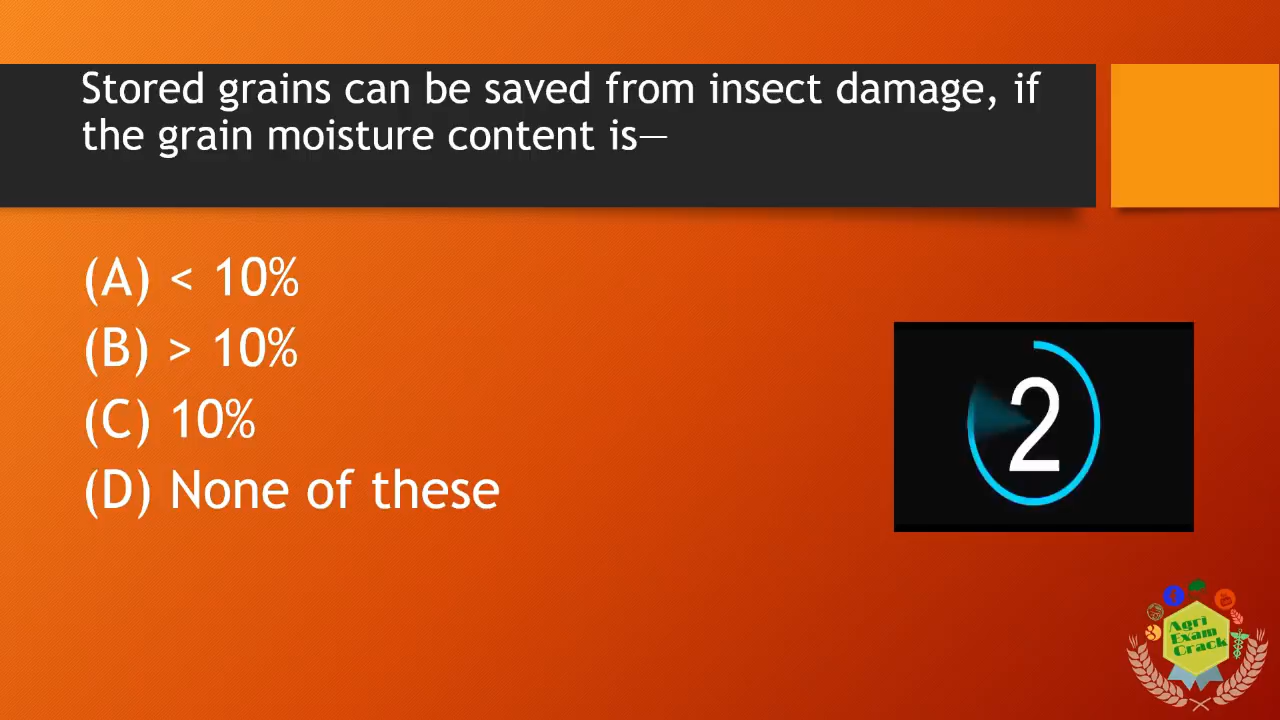 Stored grains can be saved from insect damage, if
the grain moisture content is—
(A) < 10%
(B) > 10%
(C) 10%
(D) None of these
2
Agri
Exam
Crack